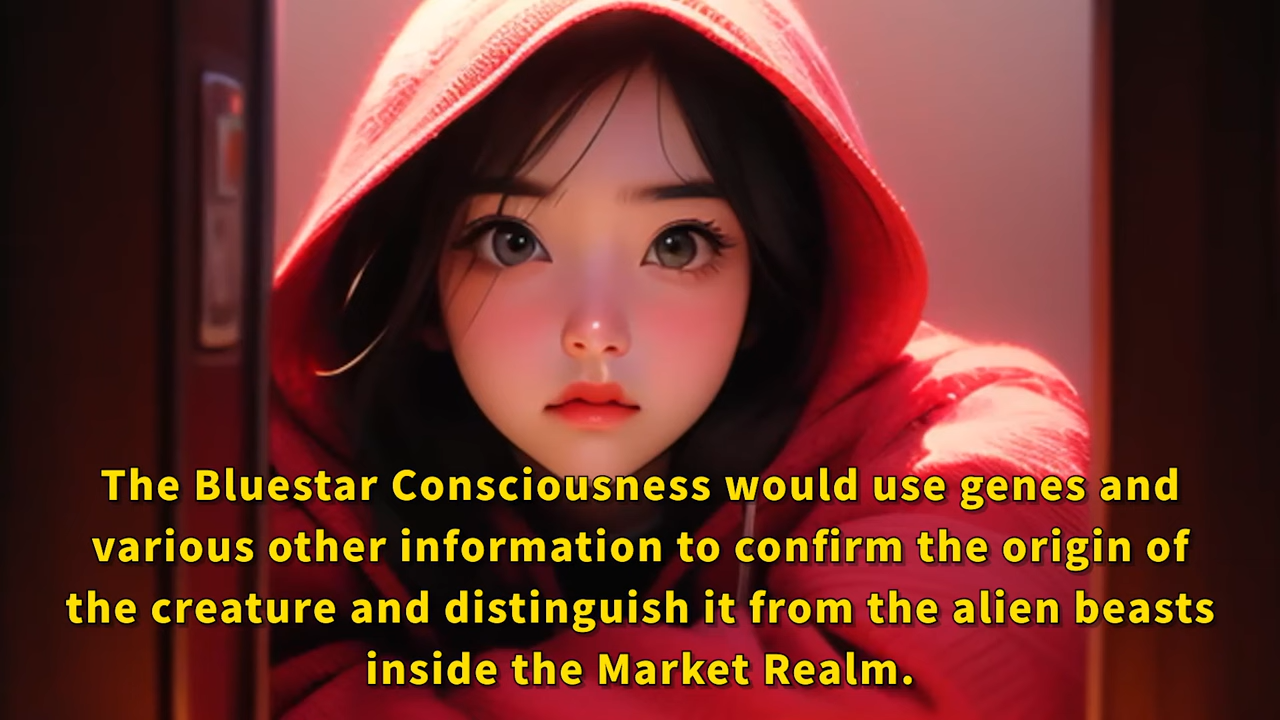 The Bluestar Consciousness would use genes and
various other information to confirm the origin of
the creature and distinguish it from the alien beasts
inside the Market Realm.